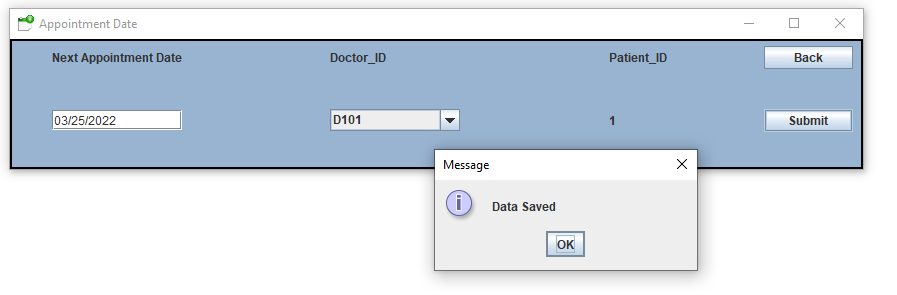 Appointment Date
Next Appointment Date Doctor_ID Patient_ID Back
03/25/2022 D101 1 Submit
Message
i Data Saved
OK